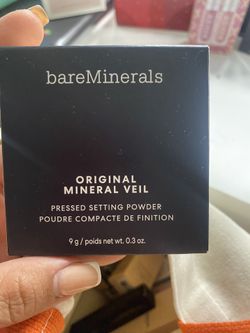 bareMinerals
ORIGINAL
MINERAL VEIL
PRESSED SETTING POWDER
POUDRE COMPACTE DE FINITION
9 g / poids net wt. 0.3 oz.